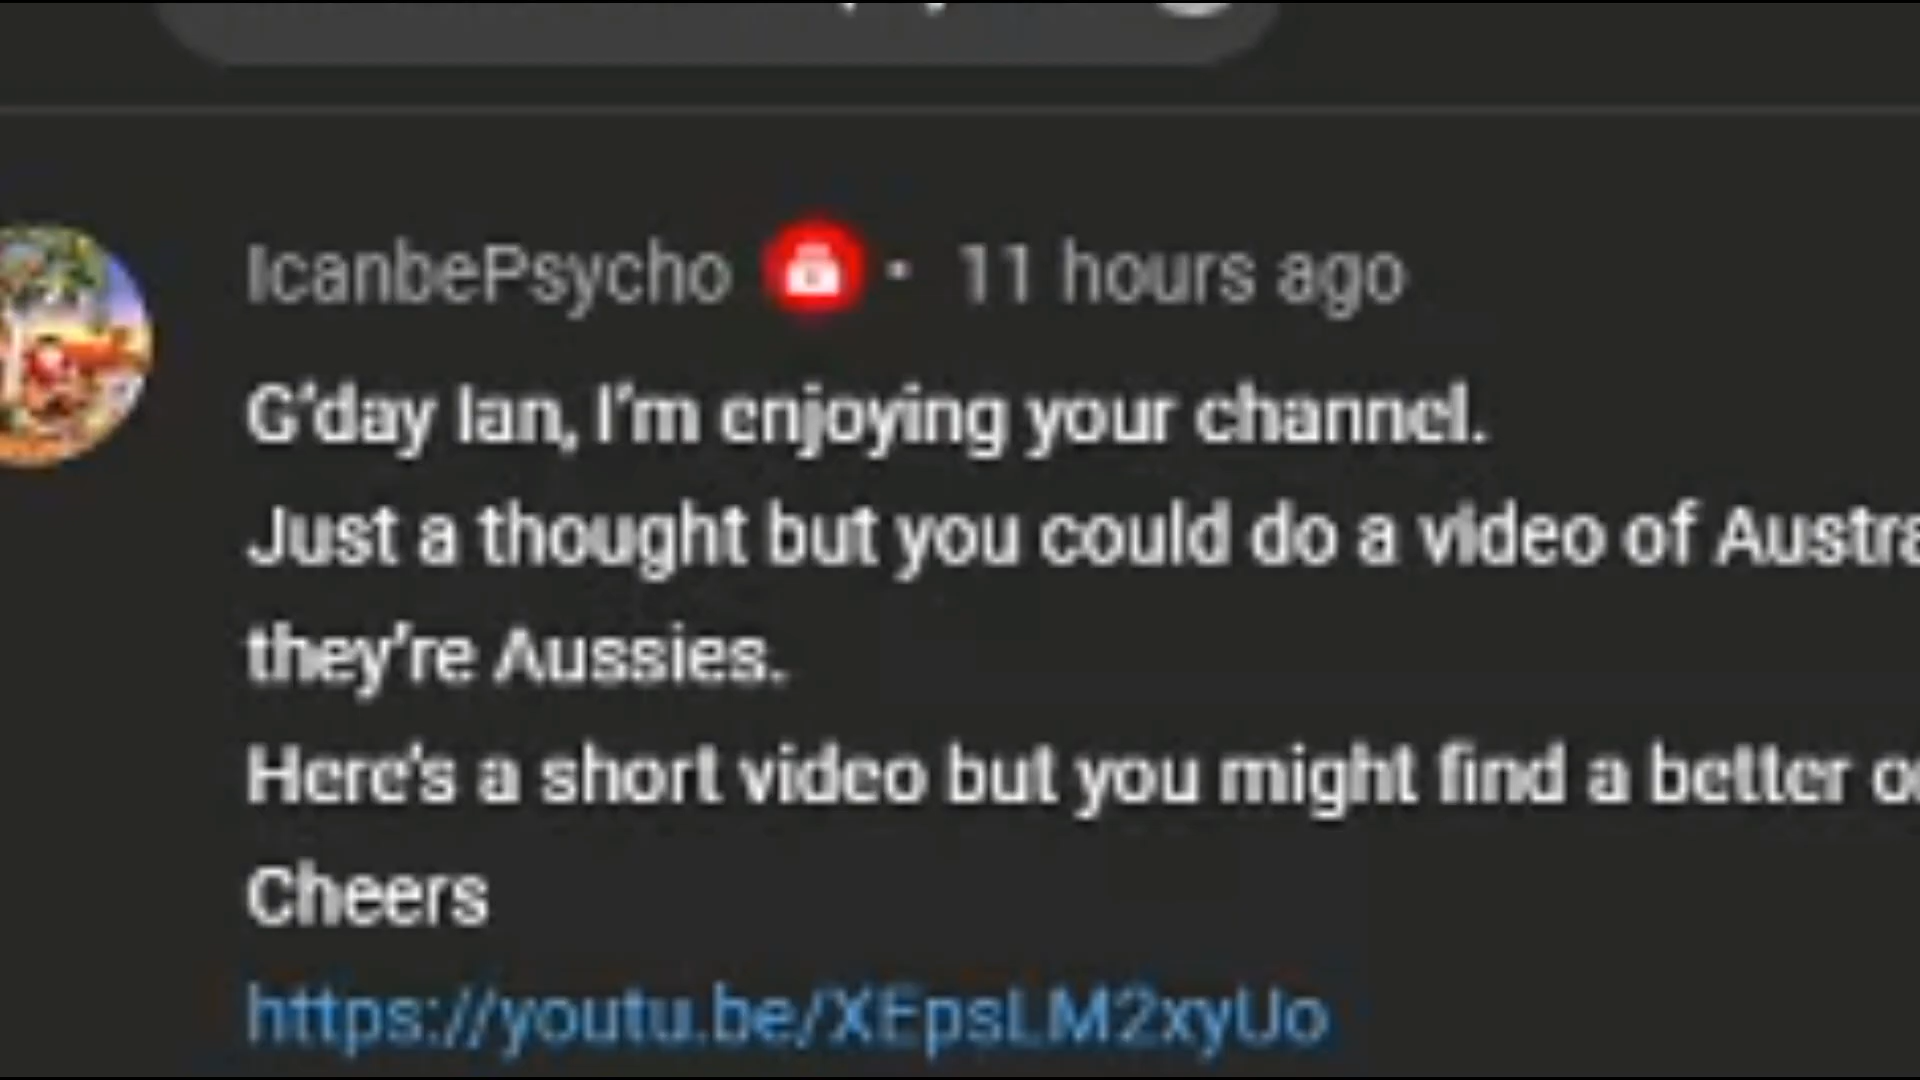 IcanbePsycho • 11 hours ago
G'day Ian, I'm enjoying your channel.
Just a thought but you could do a video of
they're Aussies.
Here's a short video but you might find a better
Cheers
https://youtu.be/XEpsLM2xyUo